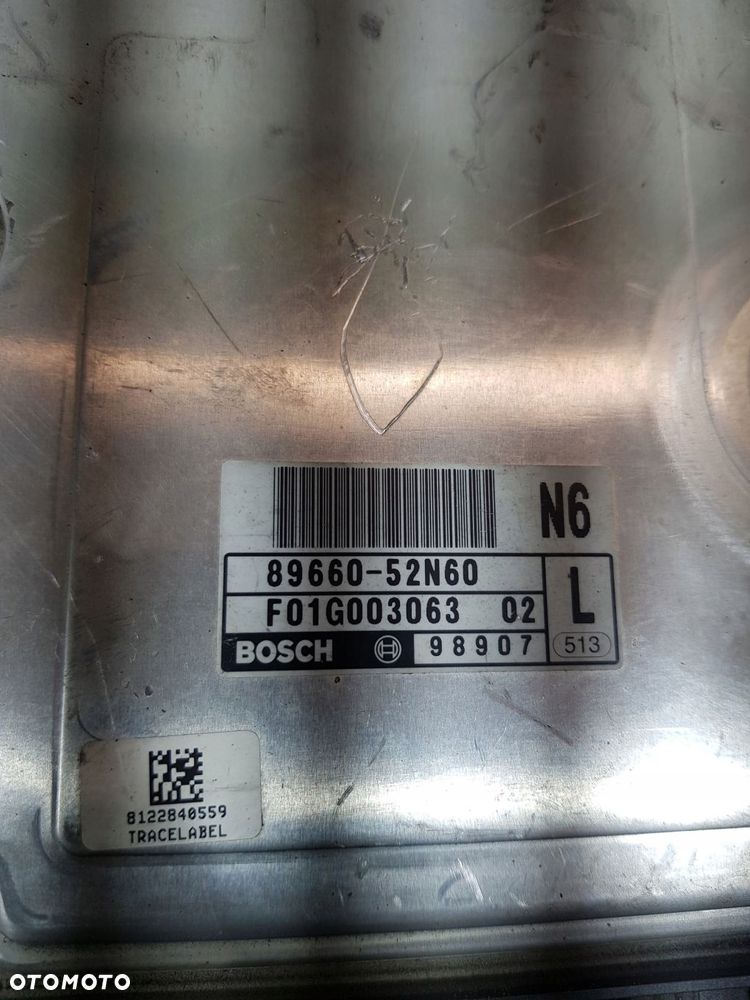 N6
89660-52N60
F01G003063 02
L
BOSCH 98907
513
8122840559
TRACELABEL
OTOMOTO